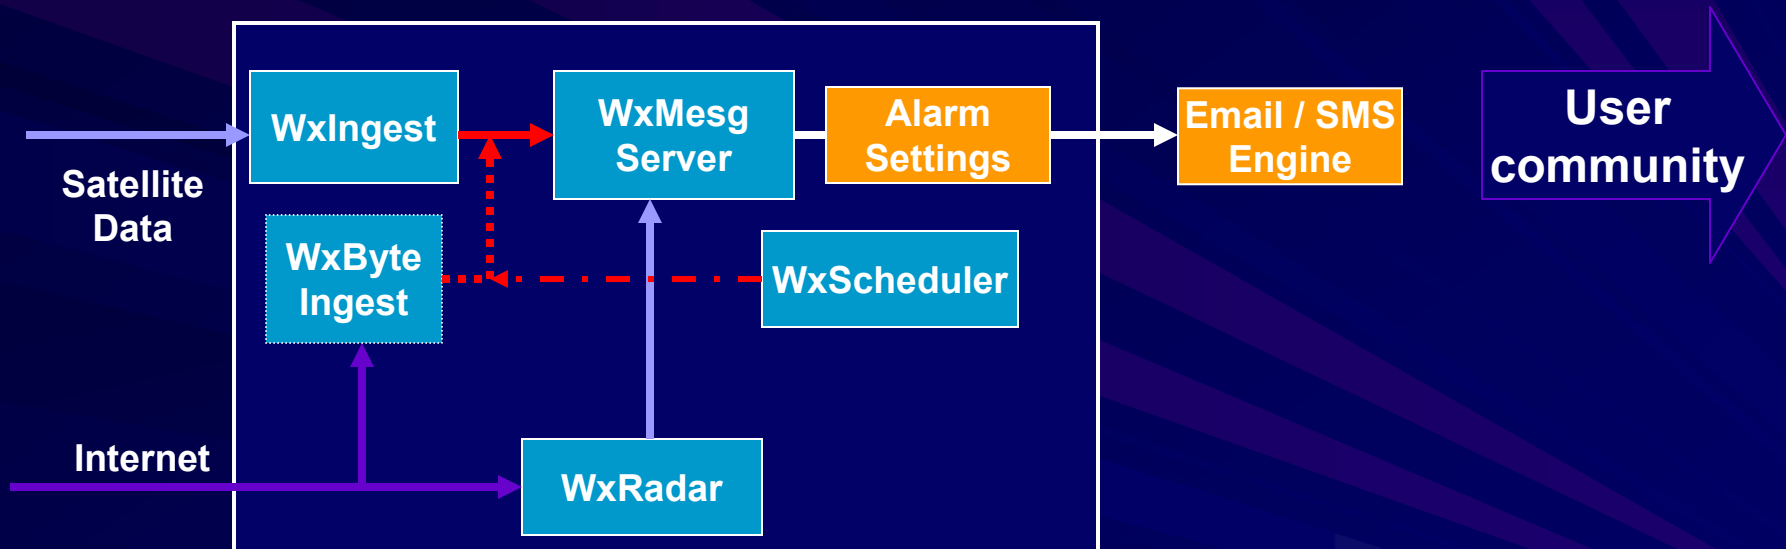 WxIngest
WxMesg
Server
Alarm
Settings
Email / SMS
Engine
User
community
Satellite
Data
WxByte
Ingest
WxScheduler
Internet
WxRadar